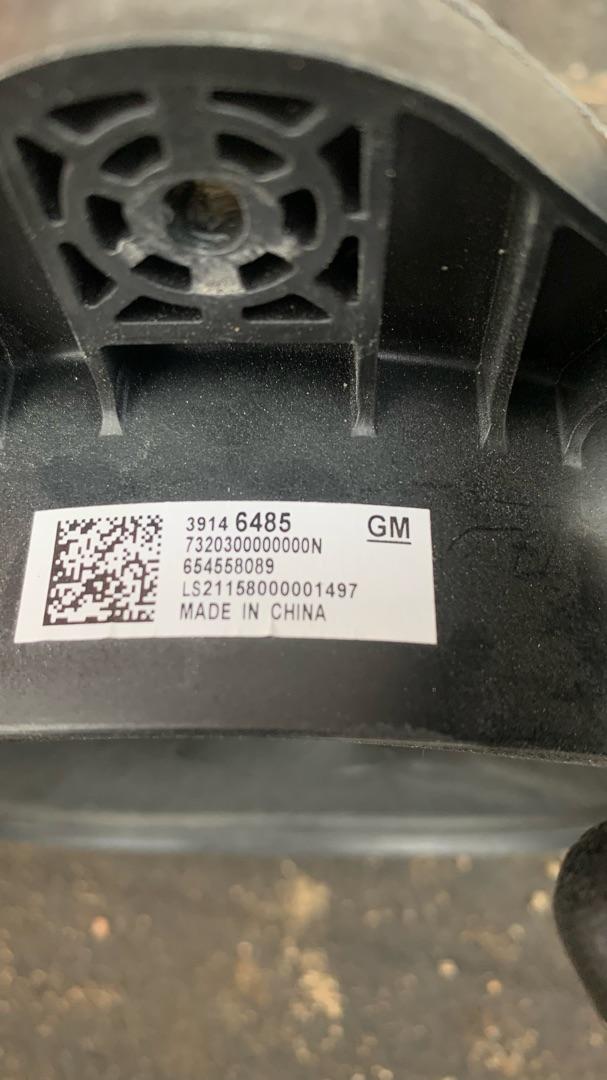 3914 6485 GM
7320300000000N
654558089
LS21158000001497
MADE IN CHINA